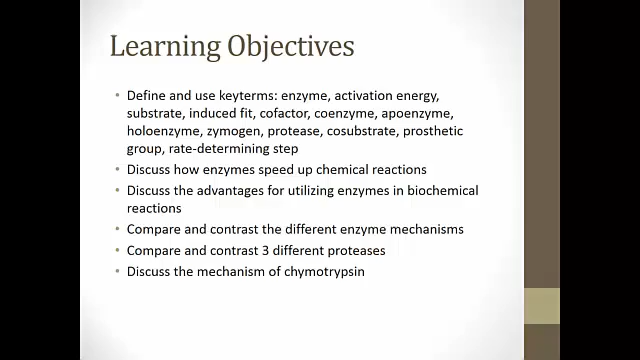 Learning Objectives
• Define and use keyterms: enzyme, activation energy,
substrate, induced fit, cofactor, coenzyme, apoenzyme,
holoenzyme, zymogen, protease, cosubstrate, prosthetic
group, rate-determining step
• Discuss how enzymes speed up chemical reactions
• Discuss the advantages for utilizing enzymes in biochemical
reactions
• Compare and contrast the different enzyme mechanisms
• Compare and contrast 3 different proteases
• Discuss the mechanism of chymotrypsin